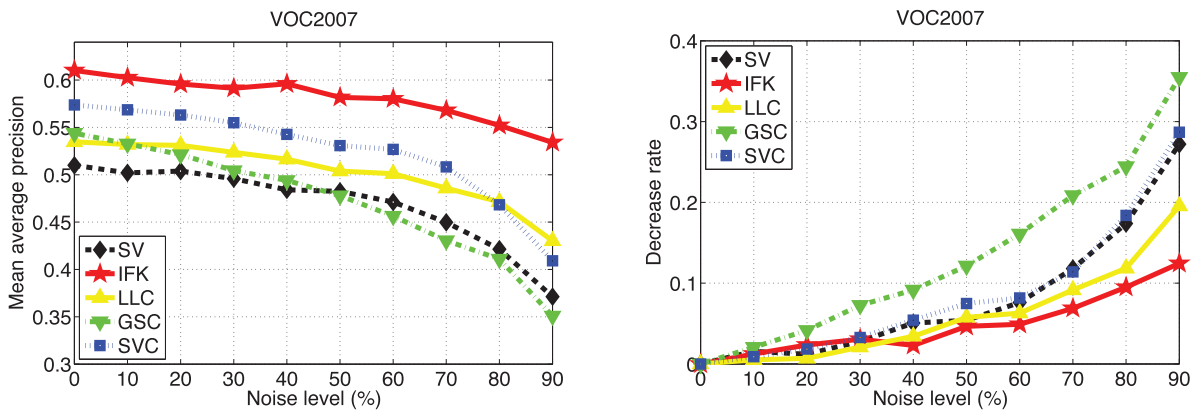 VOC2007
Mean average precision
0.6
0.55
0.5
0.45
0.4
0.35
0.3
SV
IFK
LLC
GSC
SVC
0 10 20 30 40 50 60 70 80 90
Noise level (%)
VOC2007
Decrease rate
0.4
0.3
0.2
0.1
0
SV
IFK
LLC
GSC
SVC
0 10 20 30 40 50 60 70 80 90
Noise level (%)